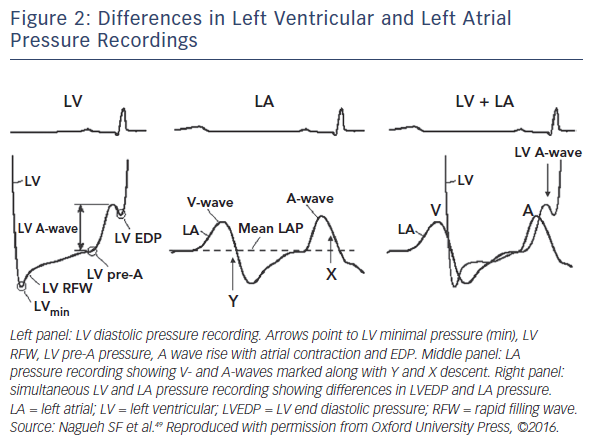 Figure 2: Differences in Left Ventricular and Left Atrial
Pressure Recordings
LV
LA
LV + LA
LV
LV A-wave
LV EDP
LV pre-A
LV RFW
LVmin
V-wave
A-wave
LA
Mean LAP
Y
X
LV A-wave
LV
V
A
LA
Left panel: LV diastolic pressure recording. Arrows point to LV minimal pressure (min), LV
RFW, LV pre-A pressure, A wave rise with atrial contraction and EDP. Middle panel: LA
pressure recording showing V- and A-waves marked along with Y and X descent. Right panel:
simultaneous LV and LA pressure recording showing differences in LVEDP and LA pressure.
LA = left atrial; LV = left ventricular; LVEDP = LV end diastolic pressure; RFW = rapid filling wave.
Source: Nagueh SF et al.⁴⁹ Reproduced with permission from Oxford University Press, ©2016.